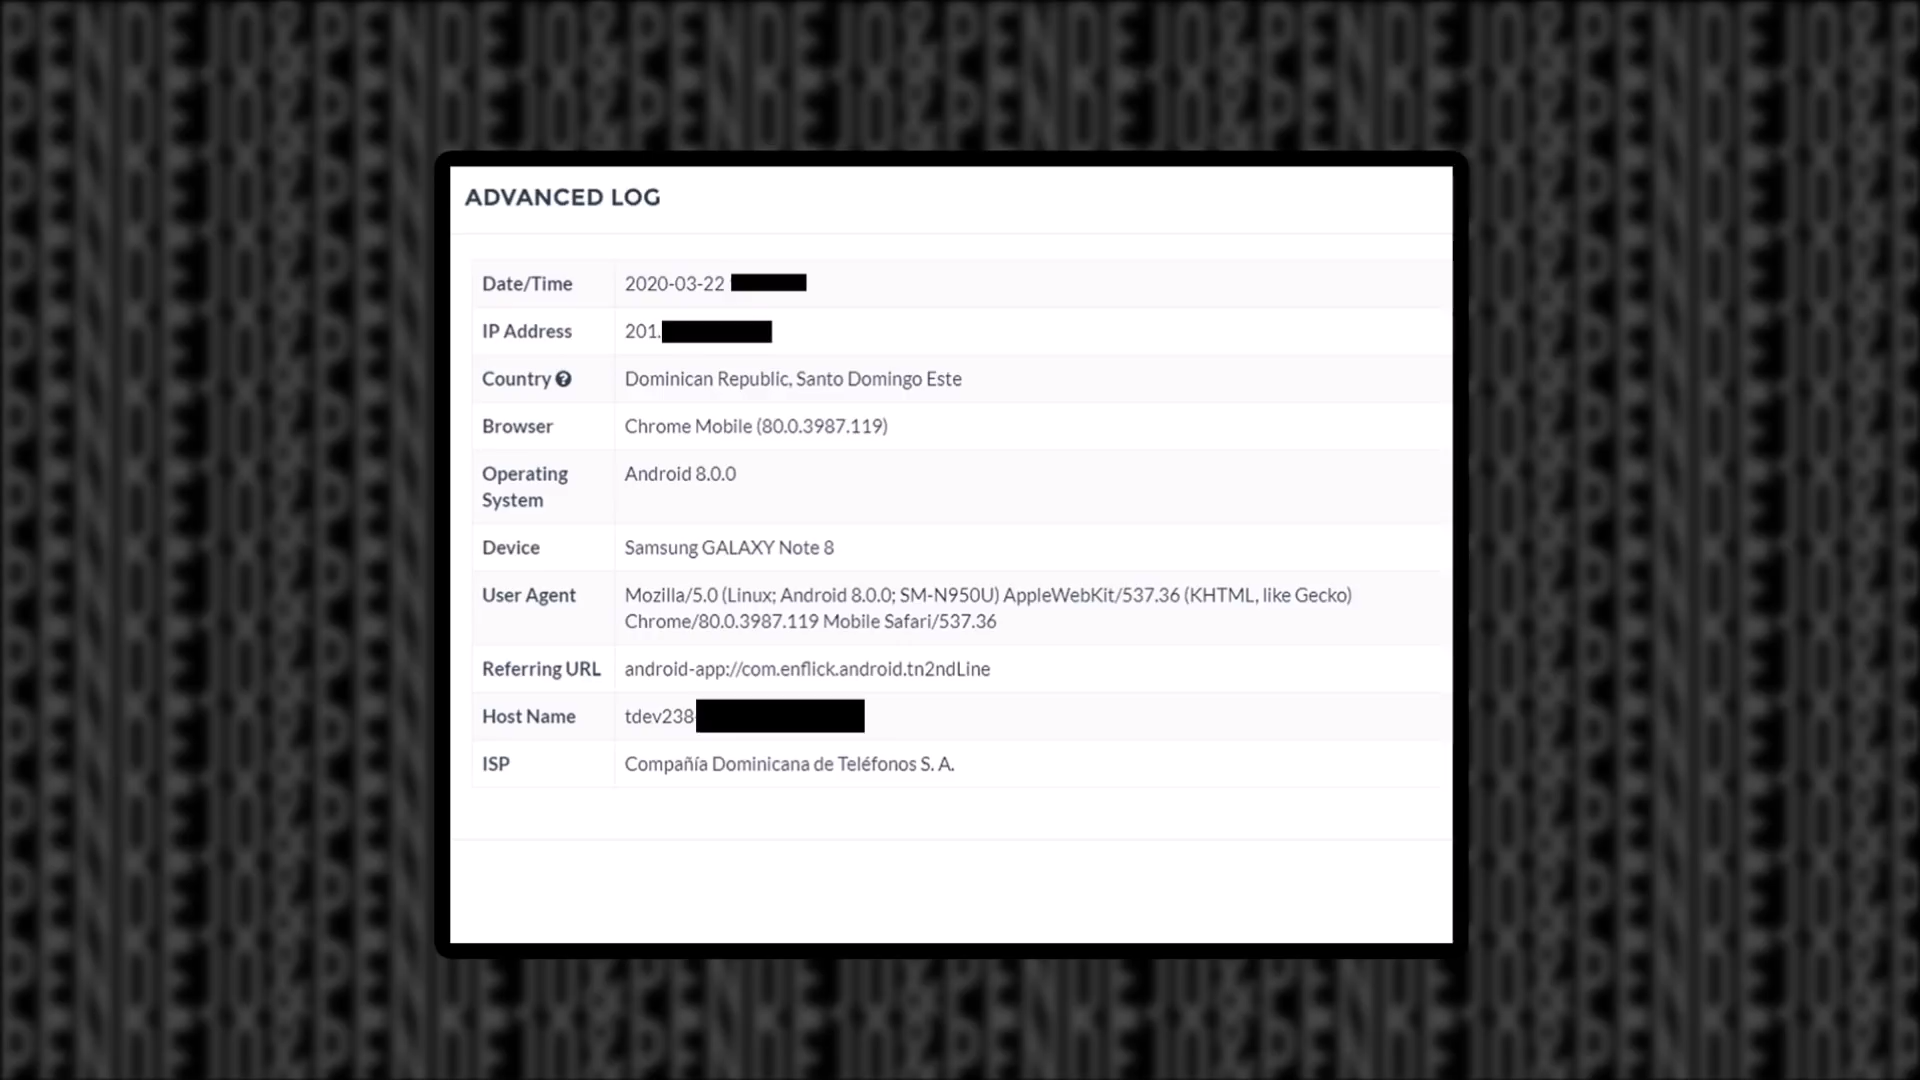 ADVANCED LOG
Date/Time 2020-03-22
IP Address 201.
Country Dominican Republic, Santo Domingo Este
Browser Chrome Mobile (80.0.3987.119)
Operating Android 8.0.0
System
Device Samsung GALAXY Note 8
User Agent Mozilla/5.0 (Linux; Android 8.0.0; SM-N950U) AppleWebKit/537.36 (KHTML, like Gecko)
Chrome/80.0.3987.119 Mobile Safari/537.36
Referring URL android-app://com.enflick.android.tn2ndLine
Host Name tdev238-
ISP Compañía Dominicana de Teléfonos S. A.